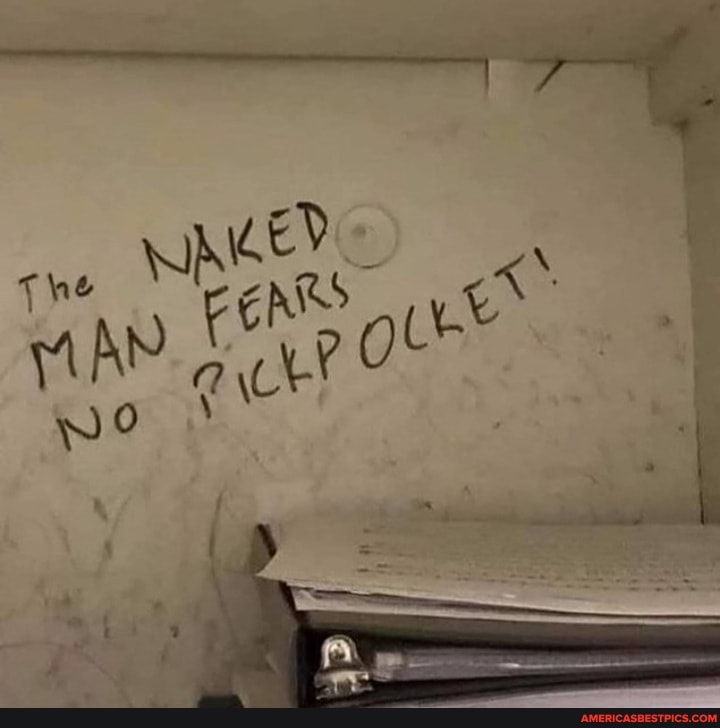 The NAKED
MAN FEARS
NO PICKPOCKET!
AMERICASBESTPICS.COM